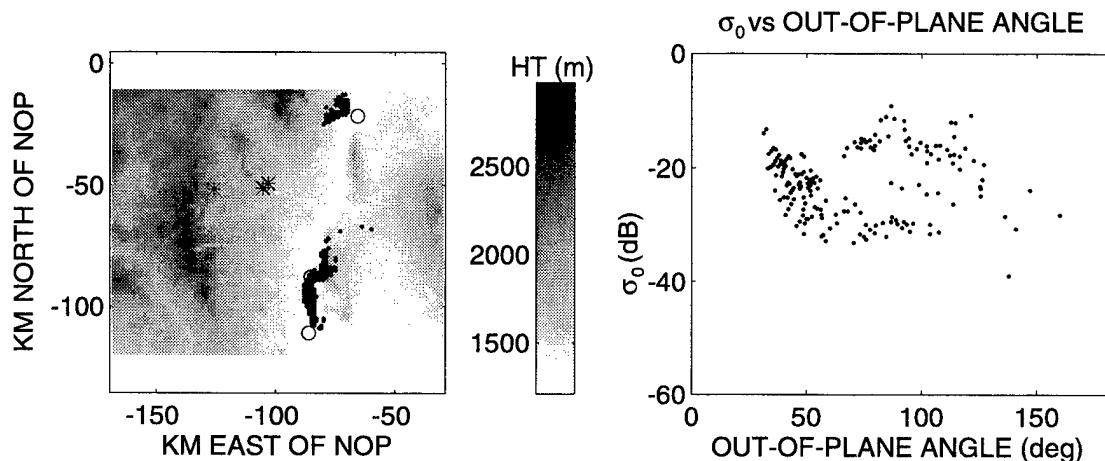 0
-50
-100
KM NORTH OF NOP
-150
-100
-50
KM EAST OF NOP
HT (m)
2500
2000
1500
σ₀ vs OUT-OF-PLANE ANGLE
0
-20
-40
-60
σ₀ (dB)
0
50
100
150
OUT-OF-PLANE ANGLE (deg)